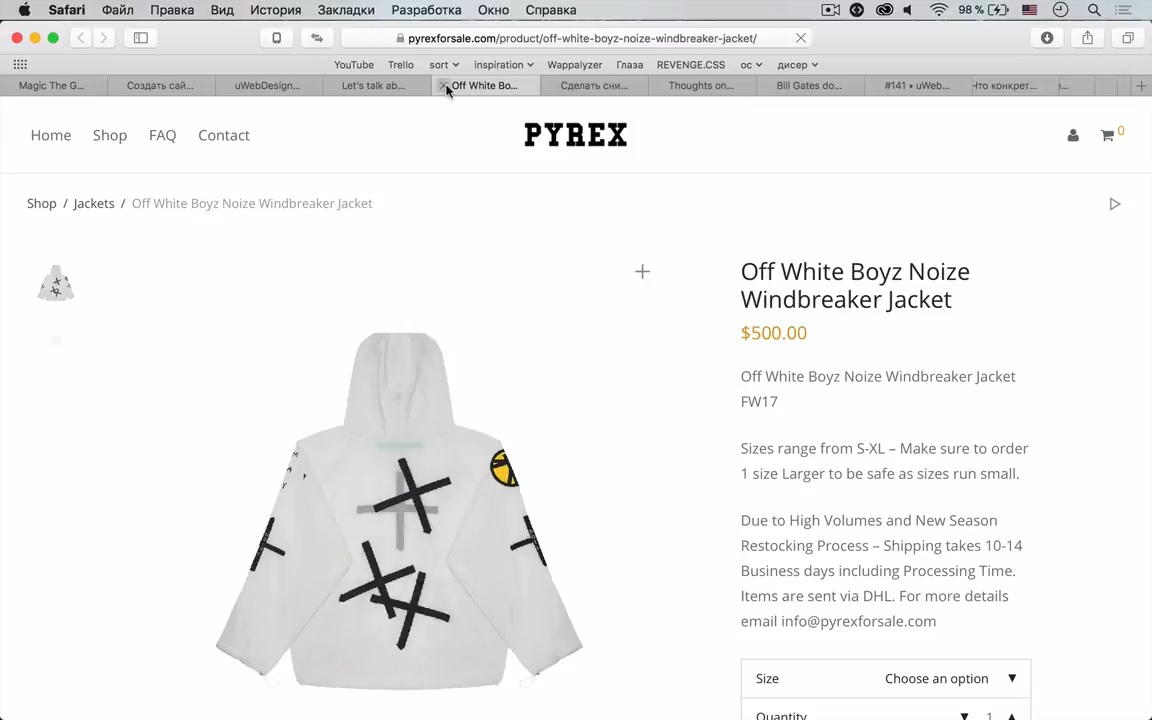 Safari Файл Правка Вид История Закладки Разработка Окно Справка 98 %
pyrexforsale.com/product/off-white-boyz-noize-windbreaker-jacket/
YouTube Trello sort inspiration Wappalyzer Глаза REVENGE.CSS ос дисер
Magic The G... Создать сай... uWebDesign... Let's talk ab... Off White Bo... Сделать сни... Thoughts on... Bill Gates do... #141 • uWeb... Что конкрет...
Home Shop FAQ Contact PYREX 0
Shop / Jackets / Off White Boyz Noize Windbreaker Jacket
Off White Boyz Noize
Windbreaker Jacket
$500.00
Off White Boyz Noize Windbreaker Jacket
FW17
Sizes range from S-XL – Make sure to order
1 size Larger to be safe as sizes run small.
Due to High Volumes and New Season
Restocking Process – Shipping takes 10-14
Business days including Processing Time.
Items are sent via DHL. For more details
email info@pyrexforsale.com
Size Choose an option
Quantity 1